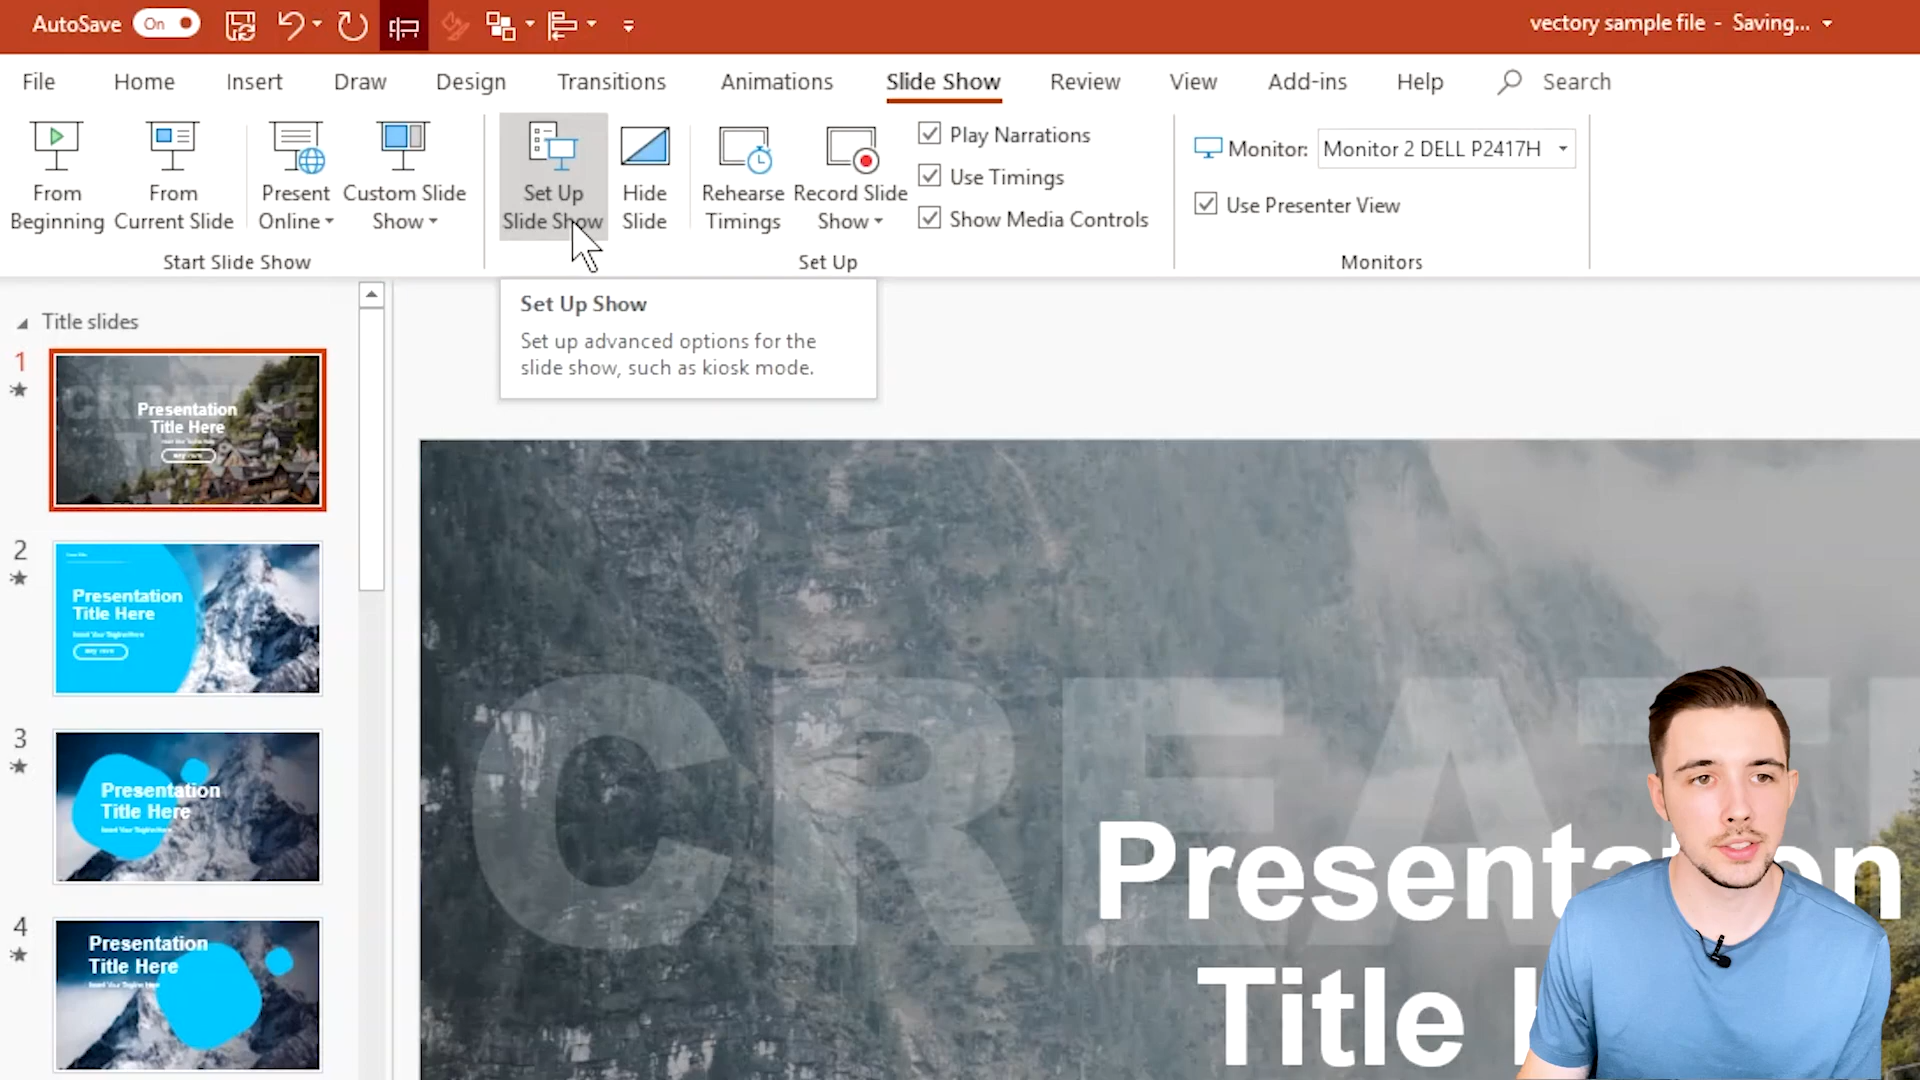 AutoSave On
vectory sample file - Saving...
File Home Insert Draw Design Transitions Animations Slide Show Review View Add-ins Help Search
From Beginning
From Current Slide
Present Online
Custom Slide Show
Start Slide Show
Set Up Slide Show
Hide Slide
Rehearse Timings
Record Slide Show
Play Narrations
Use Timings
Show Media Controls
Set Up
Monitor: Monitor 2 DELL P2417H
Use Presenter View
Monitors
Set Up Show
Set up advanced options for the
slide show, such as kiosk mode.
Title slides
1
CREATIVE
Presentation
Title Here
2
Presentation
Title Here
3
Presentation
Title Here
4
Presentation
Title Here
CREAT
Presentation
Title